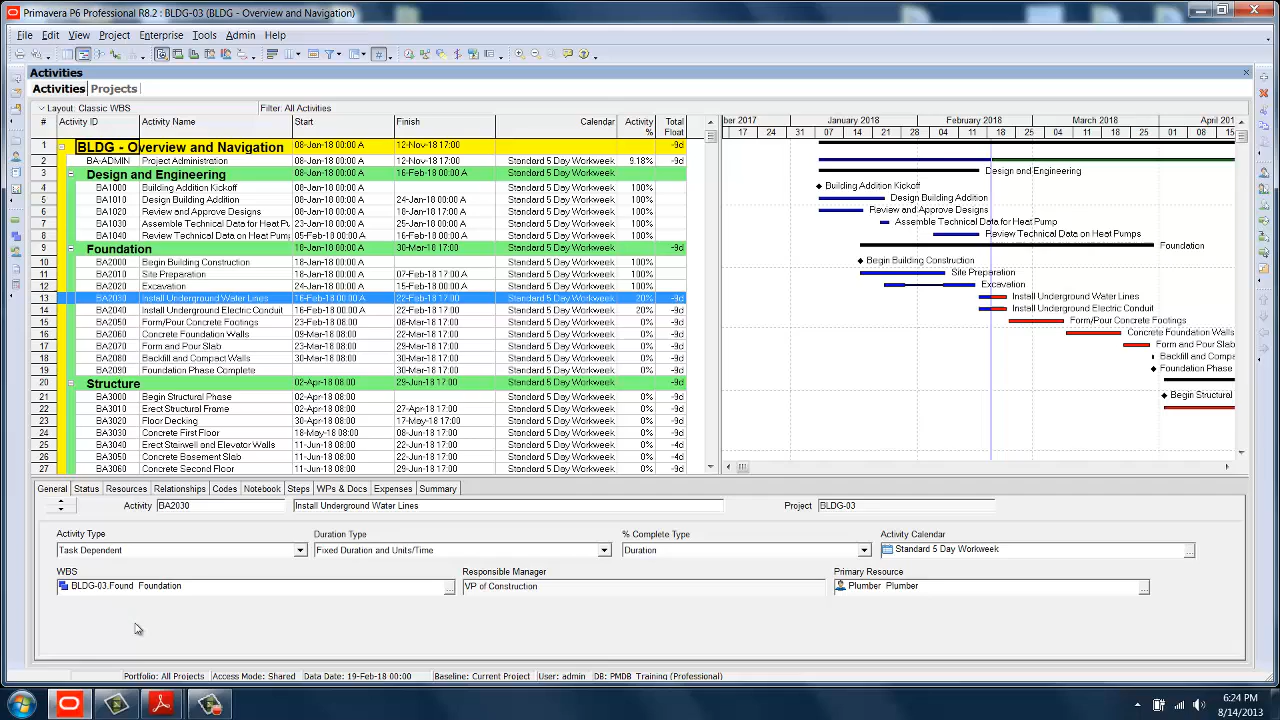 Primavera P6 Professional R8.2 : BLDG-03 (BLDG - Overview and Navigation)
File Edit View Project Enterprise Tools Admin Help
Activities
Activities Projects
Layout: Classic WBS Filter: All Activities
# Activity ID Activity Name Start Finish Calendar Activity % Total Float
1 BLDG - Overview and Navigation 08-Jan-18 00:00 A 12-Nov-18 17:00 -9d
2 BA-ADMIN Project Administration 08-Jan-18 00:00 A 12-Nov-18 17:00 Standard 5 Day Workweek 9.18% -9d
3 Design and Engineering 08-Jan-18 00:00 A 16-Feb-18 00:00 A Standard 5 Day Workweek
4 BA1000 Building Addition Kickoff 08-Jan-18 00:00 A Standard 5 Day Workweek 100%
5 BA1010 Design Building Addition 08-Jan-18 00:00 A 24-Jan-18 00:00 A Standard 5 Day Workweek 100%
6 BA1020 Review and Approve Designs 08-Jan-18 00:00 A 18-Jan-18 00:00 A Standard 5 Day Workweek 100%
7 BA1030 Assemble Technical Data for Heat Pump 23-Jan-18 00:00 A 25-Jan-18 00:00 A Standard 5 Day Workweek 100%
8 BA1040 Review Technical Data on Heat Pumps 05-Feb-18 00:00 A 16-Feb-18 00:00 A Standard 5 Day Workweek 100%
9 Foundation 18-Jan-18 00:00 A 30-Mar-18 17:00 Standard 5 Day Workweek -9d
10 BA2000 Begin Building Construction 18-Jan-18 00:00 A Standard 5 Day Workweek 100%
11 BA2010 Site Preparation 18-Jan-18 00:00 A 07-Feb-18 17:00 A Standard 5 Day Workweek 100%
12 BA2020 Excavation 24-Jan-18 00:00 A 15-Feb-18 17:00 A Standard 5 Day Workweek 100%
13 BA2030 Install Underground Water Lines 16-Feb-18 00:00 A 22-Feb-18 17:00 Standard 5 Day Workweek 20% -9d
14 BA2040 Install Underground Electric Conduit 16-Feb-18 00:00 A 22-Feb-18 17:00 Standard 5 Day Workweek 20% -9d
15 BA2050 Form/Pour Concrete Footings 23-Feb-18 08:00 08-Mar-18 17:00 Standard 5 Day Workweek 0% -9d
16 BA2060 Concrete Foundation Walls 09-Mar-18 08:00 22-Mar-18 17:00 Standard 5 Day Workweek 0% -9d
17 BA2070 Form and Pour Slab 23-Mar-18 08:00 29-Mar-18 17:00 Standard 5 Day Workweek 0% -9d
18 BA2080 Backfill and Compact Walls 30-Mar-18 08:00 30-Mar-18 17:00 Standard 5 Day Workweek 0% -9d
19 BA2090 Foundation Phase Complete 30-Mar-18 17:00 Standard 5 Day Workweek 0% -9d
20 Structure 02-Apr-18 08:00 29-Jun-18 17:00 Standard 5 Day Workweek -9d
21 BA3000 Begin Structural Phase 02-Apr-18 08:00 Standard 5 Day Workweek 0% -9d
22 BA3010 Erect Structural Frame 02-Apr-18 08:00 27-Apr-18 17:00 Standard 5 Day Workweek 0% -9d
23 BA3020 Floor Decking 30-Apr-18 08:00 17-May-18 17:00 Standard 5 Day Workweek 0% -9d
24 BA3030 Concrete First Floor 18-May-18 08:00 08-Jun-18 17:00 Standard 5 Day Workweek 0% -9d
25 BA3040 Erect Stairwell and Elevator Walls 11-Jun-18 08:00 22-Jun-18 17:00 Standard 5 Day Workweek 0% -4d
26 BA3050 Concrete Basement Slab 11-Jun-18 08:00 22-Jun-18 17:00 Standard 5 Day Workweek 0% -4d
27 BA3060 Concrete Second Floor 18-Jun-18 08:00 29-Jun-18 17:00 Standard 5 Day Workweek 0% -9d
ber 2017 January 2018 February 2018 March 2018 April 201
17 24 31 07 14 21 28 04 11 18 25 04 11 18 25 01 08 15
Design and Engineering
Building Addition Kickoff
Design Building Addition
Review and Approve Designs
Assemble Technical Data for Heat Pump
Review Technical Data on Heat Pumps
Foundation
Begin Building Construction
Site Preparation
Excavation
Install Underground Water Lines
Install Underground Electric Conduit
Form/Pour Concrete Footings
Concrete Foundation Walls
Form and Pour Slab
Backfill and Compa
Foundation Phase
Begin Structural
General Status Resources Relationships Codes Notebook Steps WPs & Docs Expenses Summary
Activity BA2030 Install Underground Water Lines Project BLDG-03
Activity Type Duration Type % Complete Type Activity Calendar
Task Dependent Fixed Duration and Units/Time Duration Standard 5 Day Workweek
WBS Responsible Manager Primary Resource
BLDG-03.Found Foundation VP of Construction Plumber Plumber
Portfolio: All Projects Access Mode: Shared Data Date: 19-Feb-18 00:00 Baseline: Current Project User: admin DB: PMDB Training (Professional)
6:24 PM
8/14/2013